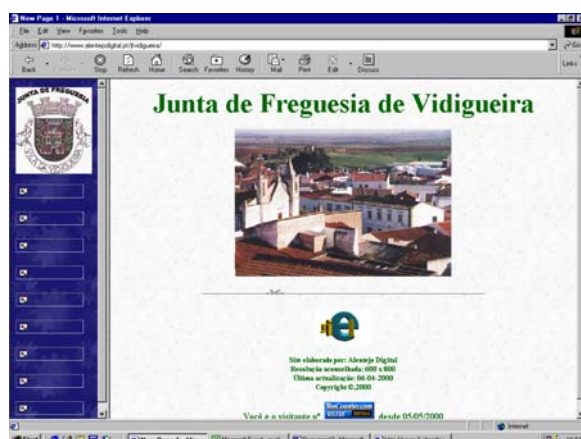 New Page 1 - Microsoft Internet Explorer
File Edit View Favorites Tools Help
Address http://www.alentejodigital.pt/jfvidigueira/
Back Stop Refresh Home Search Favorites History Mail Print Edit Discuss
Links
JUNTA DE FREGUESIA
Junta de Freguesia de Vidigueira
Site elaborado por: Alentejo Digital
Resolução aconselhada: 600 x 800
Última actualização: 06-04-2000
Copyright ©,2000
Você é o visitante nº
TheCounter.com
VISITOR
desde 05/05/2000
Internet
Start